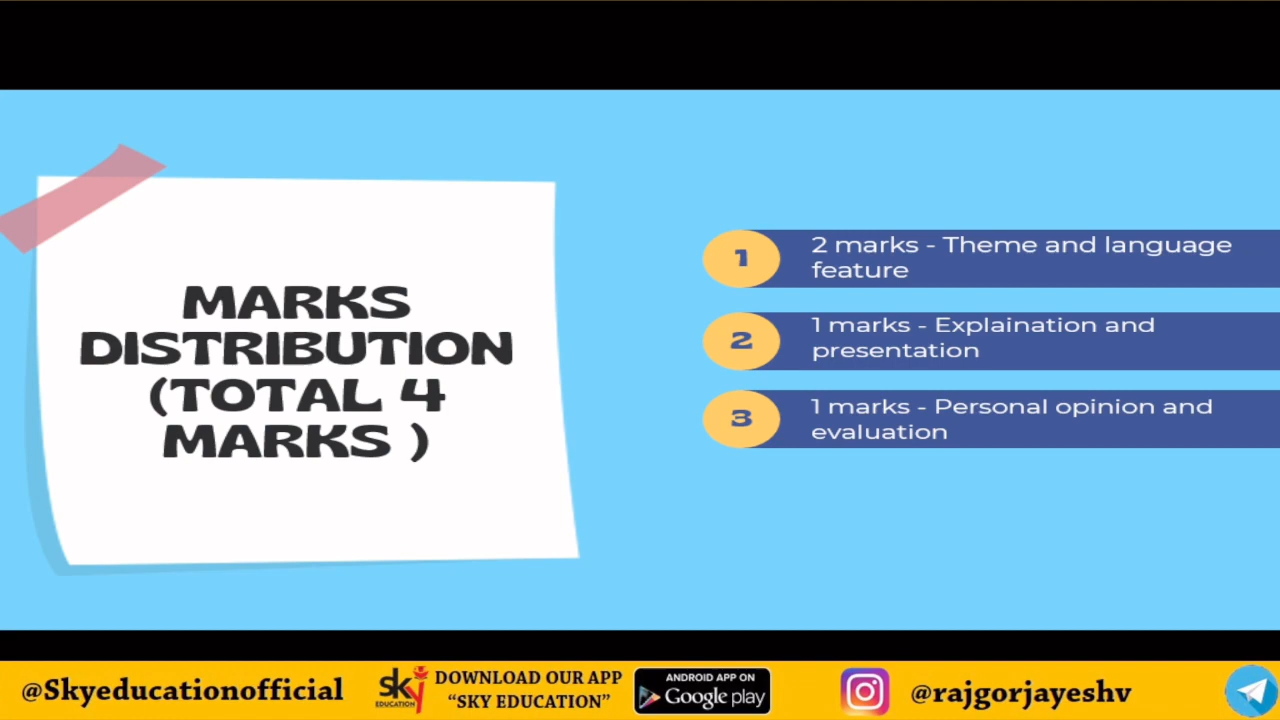 MARKS
DISTRIBUTION
(TOTAL 4
MARKS )
1
2 marks - Theme and language
feature
2
1 marks - Explaination and
presentation
3
1 marks - Personal opinion and
evaluation
@Skyeducationofficial
sky
EDUCATION
DOWNLOAD OUR APP
“SKY EDUCATION”
ANDROID APP ON
Google play
@rajgorjayeshv